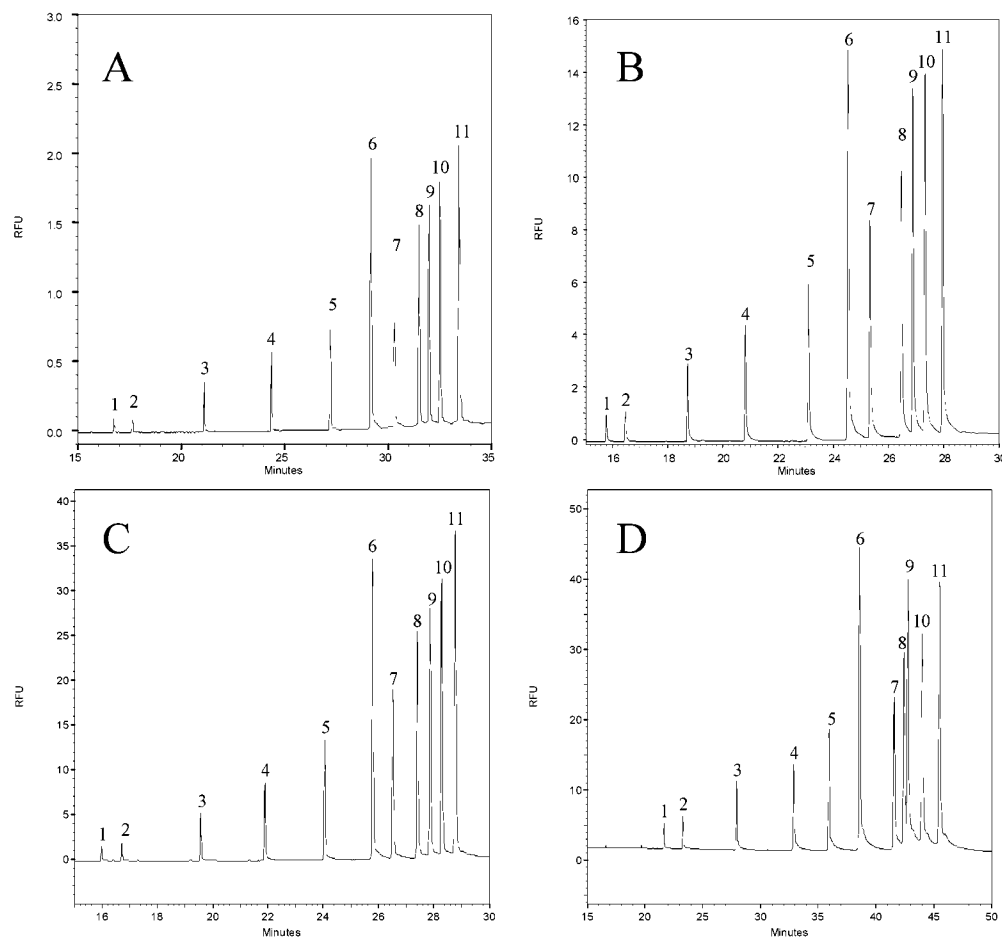 A
3.0
2.5
2.0
1.5
1.0
0.5
0.0
RFU
1 2 3 4 5 6 7 8 9 10 11
15 20 25 30 35
Minutes
B
16
14
12
10
8
6
4
2
0
RFU
1 2 3 4 5 6 7 8 9 10 11
16 18 20 22 24 26 28 30
Minutes
C
40
35
30
25
20
15
10
5
0
RFU
1 2 3 4 5 6 7 8 9 10 11
16 18 20 22 24 26 28 30
Minutes
D
50
40
30
20
10
0
RFU
1 2 3 4 5 6 7 8 9 10 11
15 20 25 30 35 40 45 50
Minutes